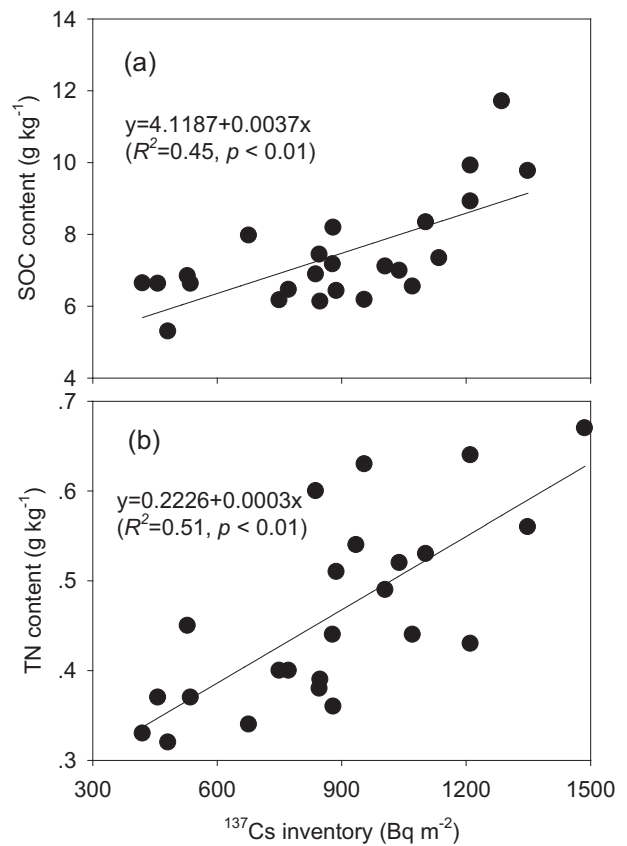 14
12
10
8
6
4
SOC content (g kg⁻¹)
(a)
y=4.1187+0.0037x
(R²=0.45, p < 0.01)
.7
.6
.5
.4
.3
TN content (g kg⁻¹)
(b)
y=0.2226+0.0003x
(R²=0.51, p < 0.01)
300 600 900 1200 1500
¹³⁷Cs inventory (Bq m⁻²)